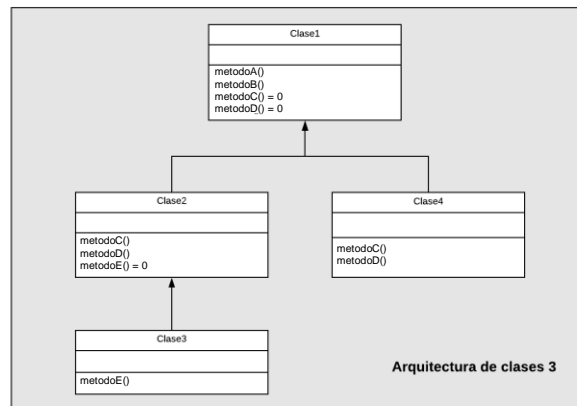 Clase1
metodoA()
metodoB()
metodoC() = 0
metodoD() = 0
Clase2
metodoC()
metodoD()
metodoE() = 0
Clase4
metodoC()
metodoD()
Clase3
metodoE()
Arquitectura de clases 3